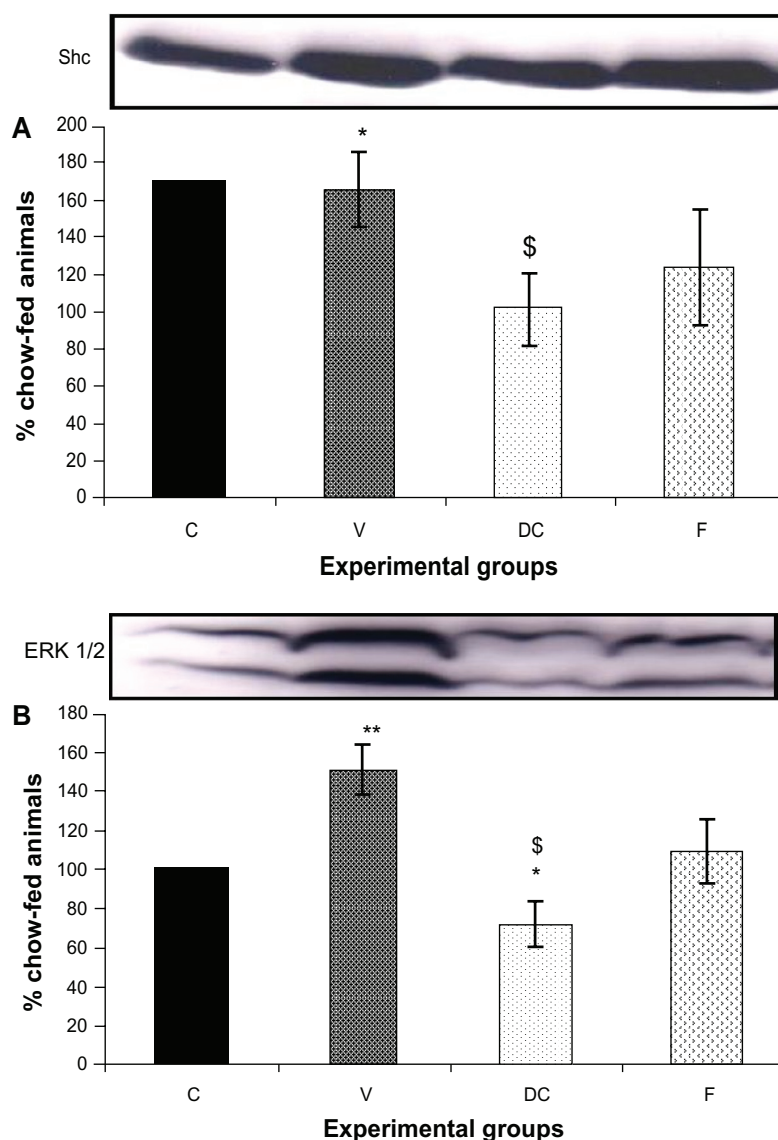 Shc
A
% chow-fed animals
200
180
160
140
120
100
80
60
40
20
0
*
$
C V DC F
Experimental groups
ERK 1/2
B
% chow-fed animals
180
160
140
120
100
80
60
40
20
0
**
$
*
C V DC F
Experimental groups